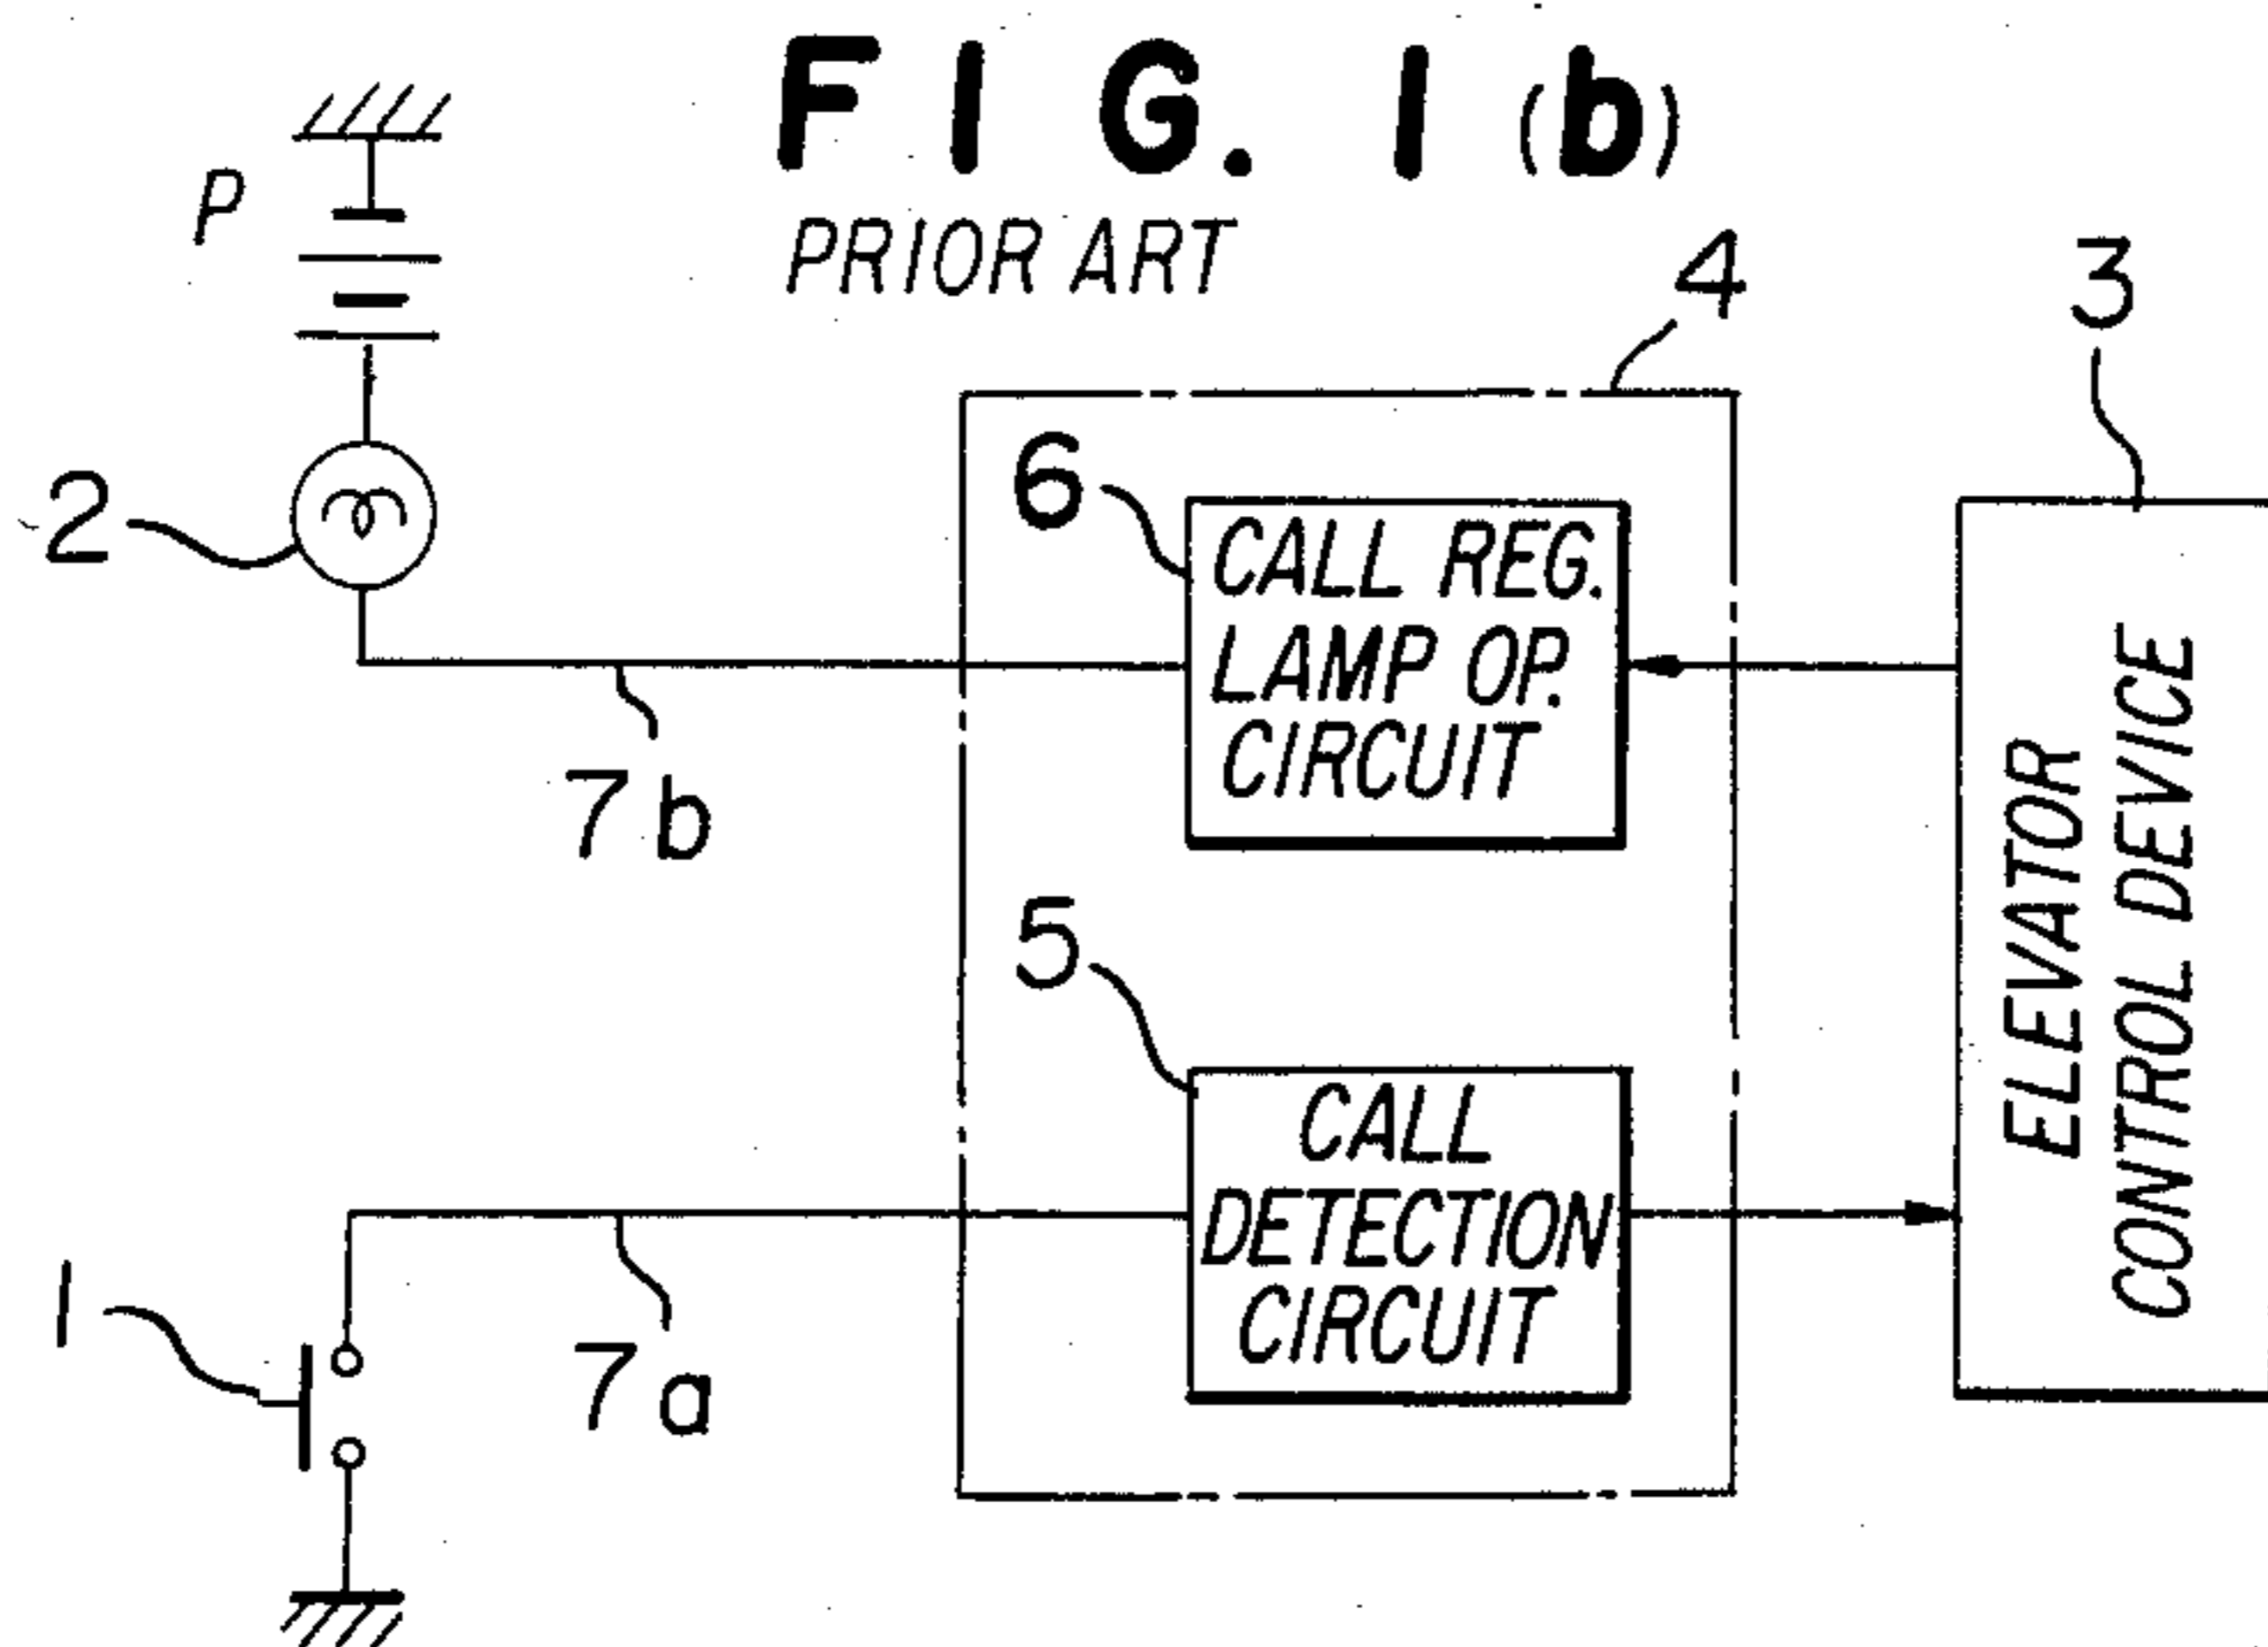 FIG. 1 (b)
PRIOR ART
P
4
3
2
6
CALL REG.
LAMP OP.
CIRCUIT
7b
ELEVATOR
CONTROL DEVICE
5
CALL
DETECTION
CIRCUIT
1
7a